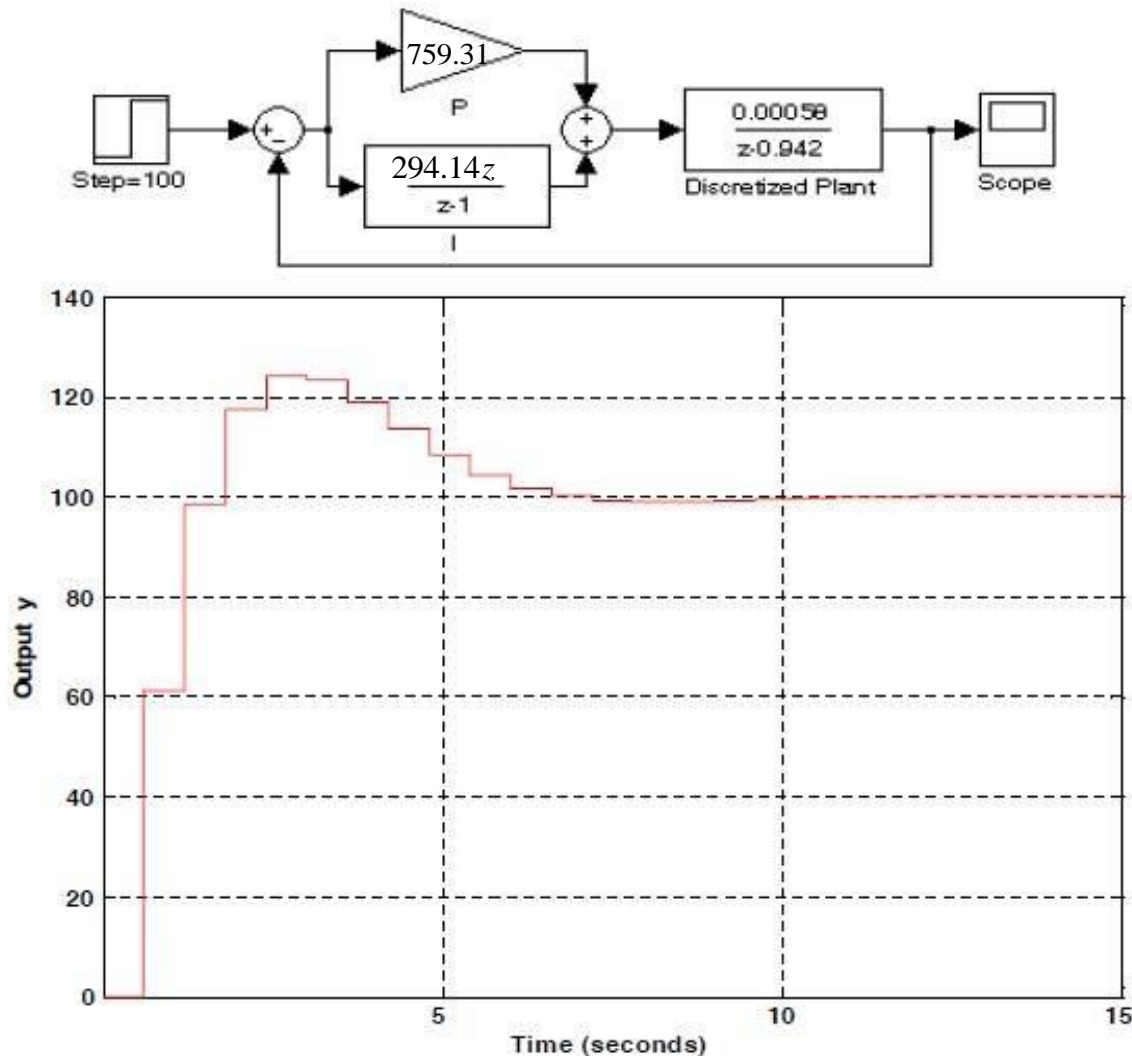 759.31
P
+
-
+
+
0.00058
z-0.942
Step=100
294.14z
z-1
I
Discretized Plant
Scope
140
120
100
80
60
40
20
0
Output y
5
10
15
Time (seconds)